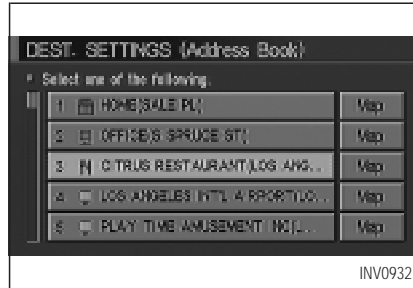 DEST. SETTINGS (Address Book)
Select one of the following.
1 HOME(SALE PL) Map
2 OFFICE(S SPRUCE ST) Map
3 CITRUS RESTAURANT(LOS ANG... Map
4 LOS ANGELES INT'L AIRPORT(LO... Map
5 PLAY TIME AMUSEMENT INC(L... Map
INV0932